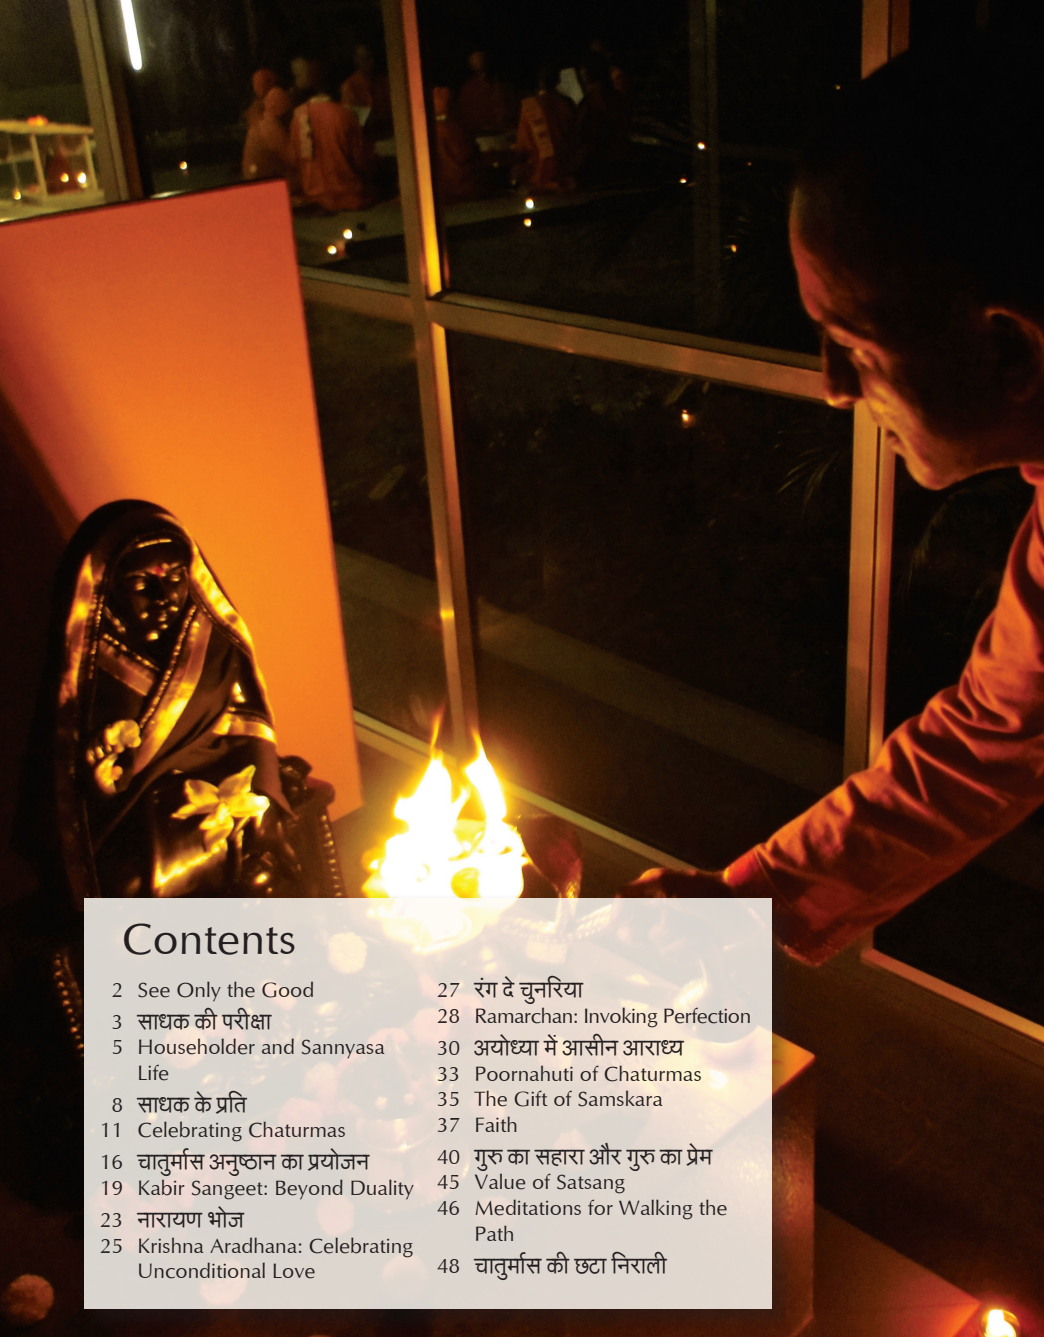 Contents
2 See Only the Good
3 साधक की परीक्षा
5 Householder and Sannyasa
Life
8 साधक के प्रति
11 Celebrating Chaturmas
16 चातुर्मास अनुष्ठान का प्रयोजन
19 Kabir Sangeet: Beyond Duality
23 नारायण भोज
25 Krishna Aradhana: Celebrating
Unconditional Love
27 रंग दे चुनरिया
28 Ramarchan: Invoking Perfection
30 अयोध्या में आसीन आराध्य
33 Poornahuti of Chaturmas
35 The Gift of Samskara
37 Faith
40 गुरु का सहारा और गुरु का प्रेम
45 Value of Satsang
46 Meditations for Walking the
Path
48 चातुर्मास की छटा निराली